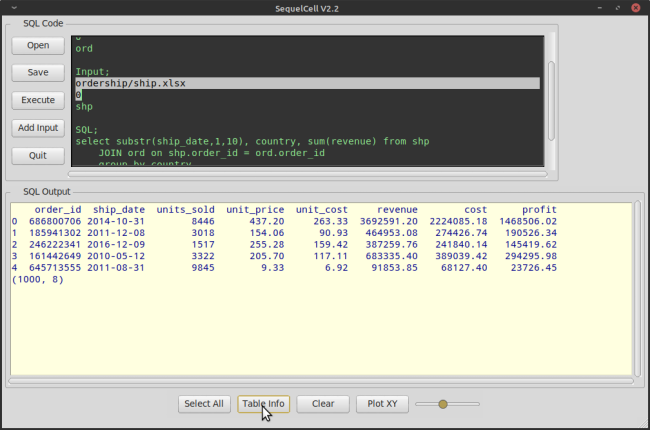 SequelCell V2.2
SQL Code
Open
Save
Execute
Add Input
Quit
ord
Input;
ordership/ship.xlsx
0
shp
SQL;
select substr(ship_date,1,10), country, sum(revenue) from shp
JOIN ord on shp.order_id = ord.order_id
group by country
SQL Output
order_id ship_date units_sold unit_price unit_cost revenue cost profit
0 686800706 2014-10-31 8446 437.20 263.33 3692591.20 2224085.18 1468506.02
1 185941302 2011-12-08 3018 154.06 90.93 464953.08 274426.74 190526.34
2 246222341 2016-12-09 1517 255.28 159.42 387259.76 241840.14 145419.62
3 161442649 2010-05-12 3322 205.70 117.11 683335.40 389039.42 294295.98
4 645713555 2011-08-31 9845 9.33 6.92 91853.85 68127.40 23726.45
(1000, 8)
Select All
Table Info
Clear
Plot XY